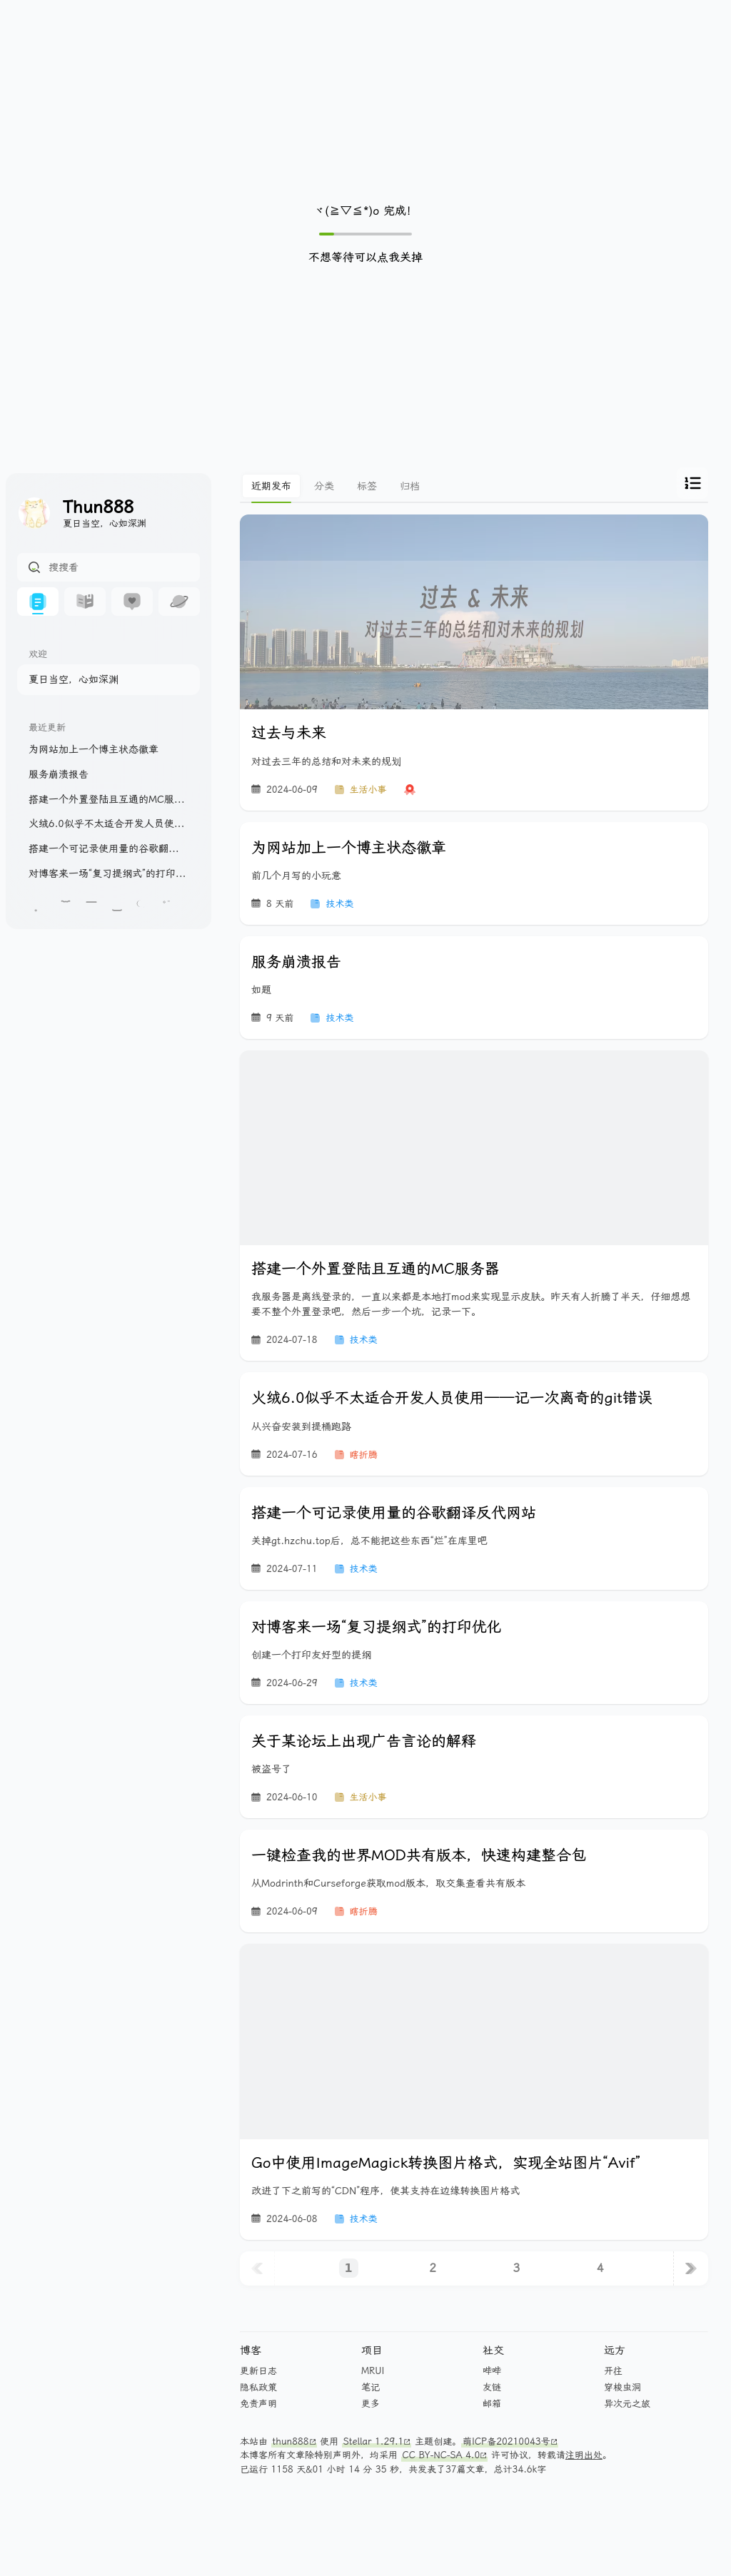 ヾ(≧▽≦*)o 完成!
不想等待可以点我关掉
Thun888
夏日当空，心如深渊
搜搜看
欢迎
夏日当空，心如深渊
最近更新
为网站加上一个博主状态徽章
服务崩溃报告
搭建一个外置登陆且互通的MC服...
火绒6.0似乎不太适合开发人员使...
搭建一个可记录使用量的谷歌翻...
对博客来一场“复习提纲式”的打印...
近期发布 分类 标签 归档
过去 & 未来
对过去三年的总结和对未来的规划
过去与未来
对过去三年的总结和对未来的规划
2024-06-09 生活小事
为网站加上一个博主状态徽章
前几个月写的小玩意
8 天前 技术类
服务崩溃报告
如题
9 天前 技术类
搭建一个外置登陆且互通的MC服务器
我服务器是离线登录的，一直以来都是本地打mod来实现显示皮肤。昨天有人折腾了半天，仔细想想
要不整个外置登录吧，然后一步一个坑，记录一下。
2024-07-18 技术类
火绒6.0似乎不太适合开发人员使用——记一次离奇的git错误
从兴奋安装到提桶跑路
2024-07-16 瞎折腾
搭建一个可记录使用量的谷歌翻译反代网站
关掉gt.hzchu.top后，总不能把这些东西“烂”在库里吧
2024-07-11 技术类
对博客来一场“复习提纲式”的打印优化
创建一个打印友好型的提纲
2024-06-29 技术类
关于某论坛上出现广告言论的解释
被盗号了
2024-06-10 生活小事
一键检查我的世界MOD共有版本，快速构建整合包
从Modrinth和Curseforge获取mod版本，取交集查看共有版本
2024-06-09 瞎折腾
Go中使用ImageMagick转换图片格式，实现全站图片“Avif”
改进了下之前写的“CDN”程序，使其支持在边缘转换图片格式
2024-06-08 技术类
1 2 3 4
博客 项目 社交 远方
更新日志 MRUI 哔哔 开往
隐私政策 笔记 友链 穿梭虫洞
免责声明 更多 邮箱 异次元之旅
本站由 thun888 使用 Stellar 1.29.1 主题创建。 萌ICP备20210043号
本博客所有文章除特别声明外，均采用 CC BY-NC-SA 4.0 许可协议，转载请注明出处。
已运行 1158 天&01 小时 14 分 35 秒，共发表了37篇文章，总计34.6k字